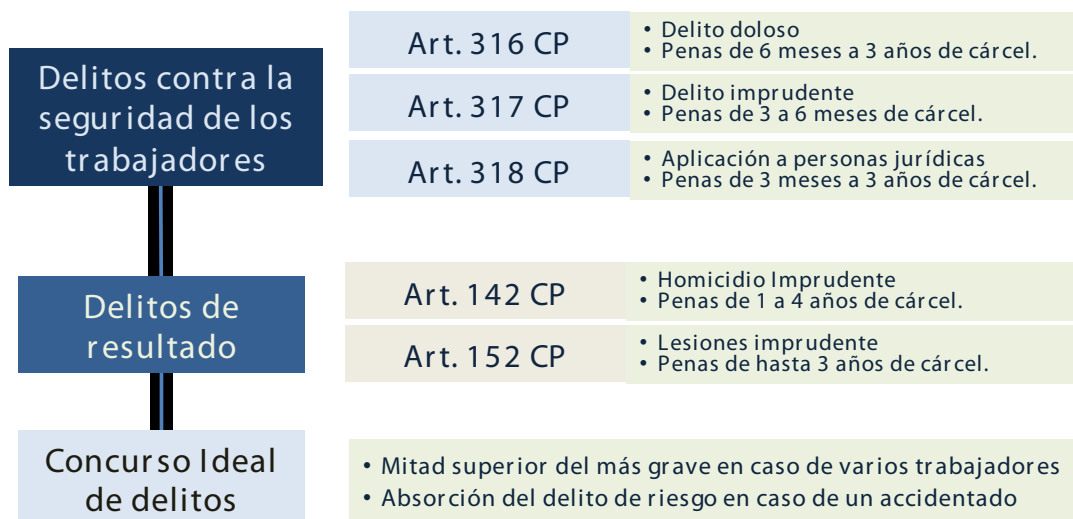 Delitos contra la
seguridad de los
trabajadores
Art. 316 CP
• Delito doloso
• Penas de 6 meses a 3 años de cárcel.
Art. 317 CP
• Delito imprudente
• Penas de 3 a 6 meses de cárcel.
Art. 318 CP
• Aplicación a personas jurídicas
• Penas de 3 meses a 3 años de cárcel.
Delitos de
resultado
Art. 142 CP
• Homicidio Imprudente
• Penas de 1 a 4 años de cárcel.
Art. 152 CP
• Lesiones imprudente
• Penas de hasta 3 años de cárcel.
Concurso Ideal
de delitos
• Mitad superior del más grave en caso de varios trabajadores
• Absorción del delito de riesgo en caso de un accidentado